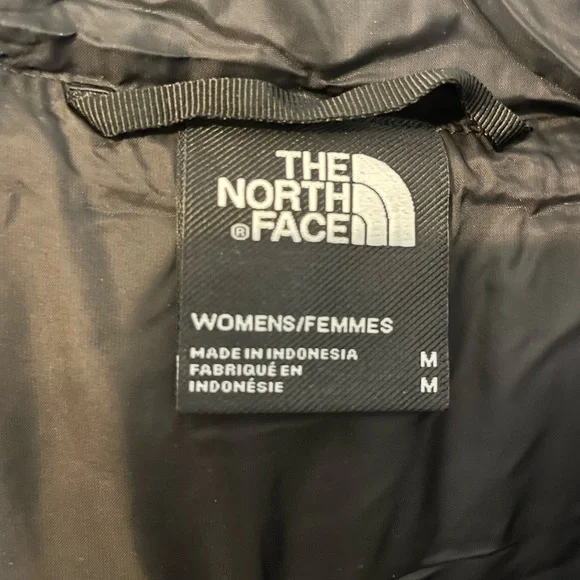 THE
NORTH
®FACE
WOMENS/FEMMES
MADE IN INDONESIA M
FABRIQUÉ EN
INDONÉSIE M